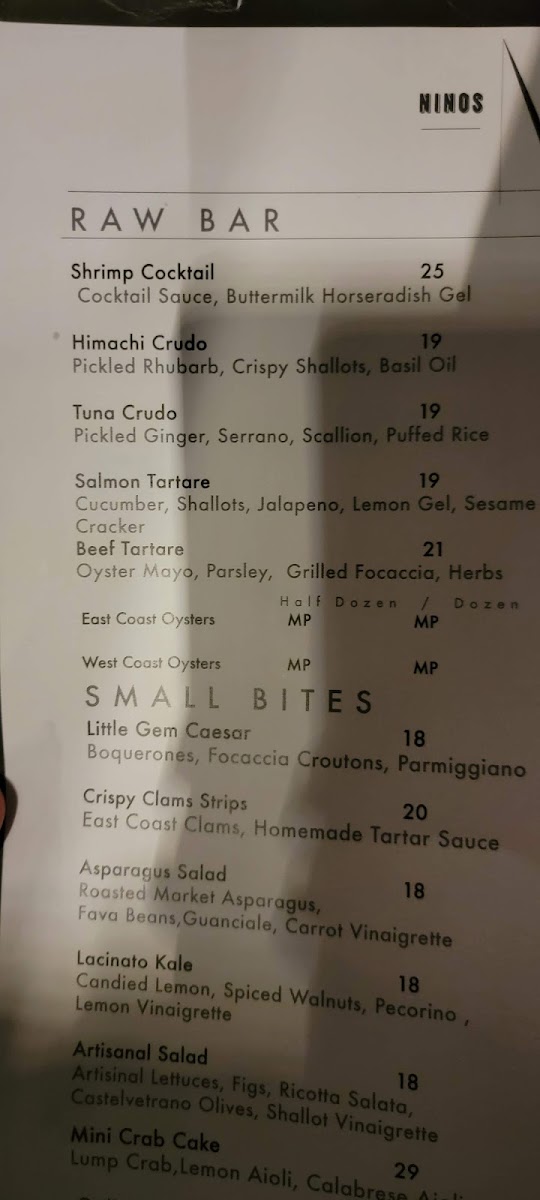 NINOS
RAW BAR
Shrimp Cocktail 25
Cocktail Sauce, Buttermilk Horseradish Gel
Himachi Crudo 19
Pickled Rhubarb, Crispy Shallots, Basil Oil
Tuna Crudo 19
Pickled Ginger, Serrano, Scallion, Puffed Rice
Salmon Tartare 19
Cucumber, Shallots, Jalapeno, Lemon Gel, Sesame
Cracker
Beef Tartare 21
Oyster Mayo, Parsley, Grilled Focaccia, Herbs
Half Dozen / Dozen
East Coast Oysters MP MP
West Coast Oysters MP MP
SMALL BITES
Little Gem Caesar 18
Boquerones, Focaccia Croutons, Parmiggiano
Crispy Clams Strips 20
East Coast Clams, Homemade Tartar Sauce
Asparagus Salad 18
Roasted Market Asparagus,
Fava Beans,Guanciale, Carrot Vinaigrette
Lacinato Kale 18
Candied Lemon, Spiced Walnuts, Pecorino ,
Lemon Vinaigrette
Artisanal Salad 18
Artisinal Lettuces, Figs, Ricotta Salata,
Castelvetrano Olives, Shallot Vinaigrette
Mini Crab Cake 29
Lump Crab,Lemon Aioli, Calabrese